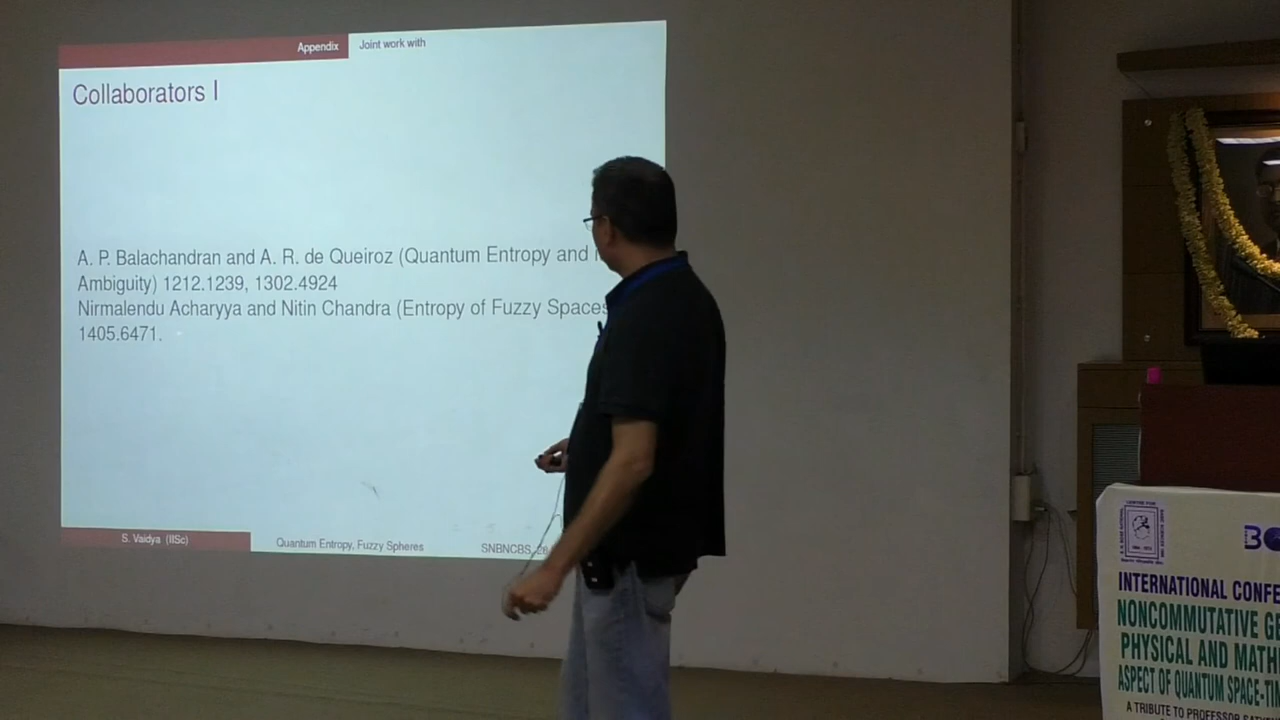 Appendix
Joint work with
Collaborators I
A. P. Balachandran and A. R. de Queiroz (Quantum Entropy and
Ambiguity) 1212.1239, 1302.4924
Nirmalendu Acharyya and Nitin Chandra (Entropy of Fuzzy Spaces
1405.6471.
S. Vaidya (IISc)
Quantum Entropy, Fuzzy Spheres
SNBNCBS,
INTERNATIONAL CONFE
NONCOMMUTATIVE GE
PHYSICAL AND MATH
ASPECT OF QUANTUM SPACE-TIM
A TRIBUTE TO PROFESSOR